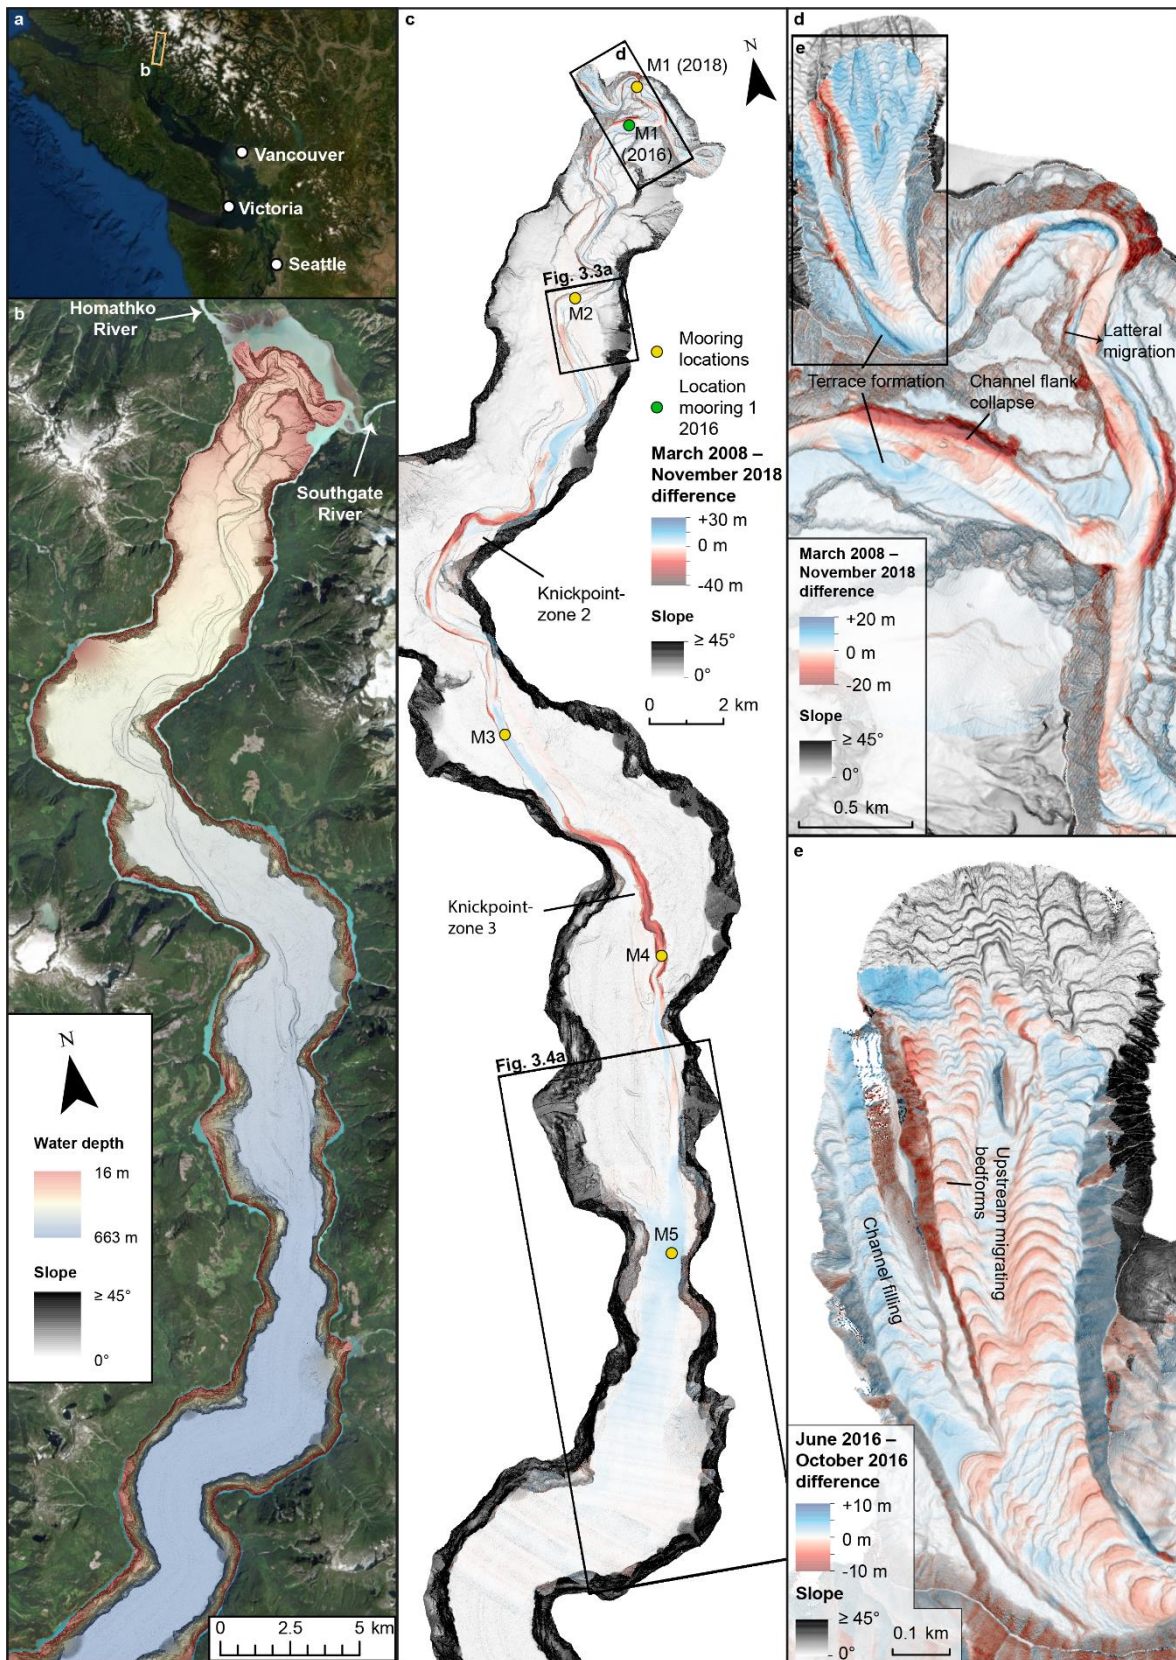 a
b
Vancouver
Victoria
Seattle
b
Homathko
River
Southgate
River
N
Water depth
16 m
663 m
Slope
≥ 45°
0°
0 2.5 5 km
c
d
M1 (2018)
N
M1
(2016)
Fig. 3.3a
M2
Mooring
locations
Location
mooring 1
2016
March 2008 –
November 2018
difference
+30 m
0 m
-40 m
Knickpoint-
zone 2
Slope
≥ 45°
0°
0 2 km
M3
Knickpoint-
zone 3
M4
Fig. 3.4a
M5
d
e
Latteral
migration
Terrace formation
Channel flank
collapse
March 2008 –
November 2018
difference
+20 m
0 m
-20 m
Slope
≥ 45°
0°
0.5 km
e
Upstream migrating
bedforms
Channel filling
June 2016 –
October 2016
difference
+10 m
0 m
-10 m
Slope
≥ 45°
0°
0.1 km